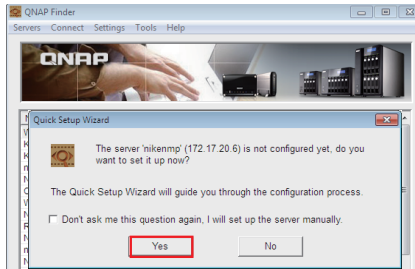 QNAP Finder
Servers Connect Settings Tools Help
QNAP
Quick Setup Wizard
The server 'nikenmp' (172.17.20.6) is not configured yet, do you
want to set it up now?
The Quick Setup Wizard will guide you through the configuration process.
Don't ask me this question again, I will set up the server manually.
Yes No